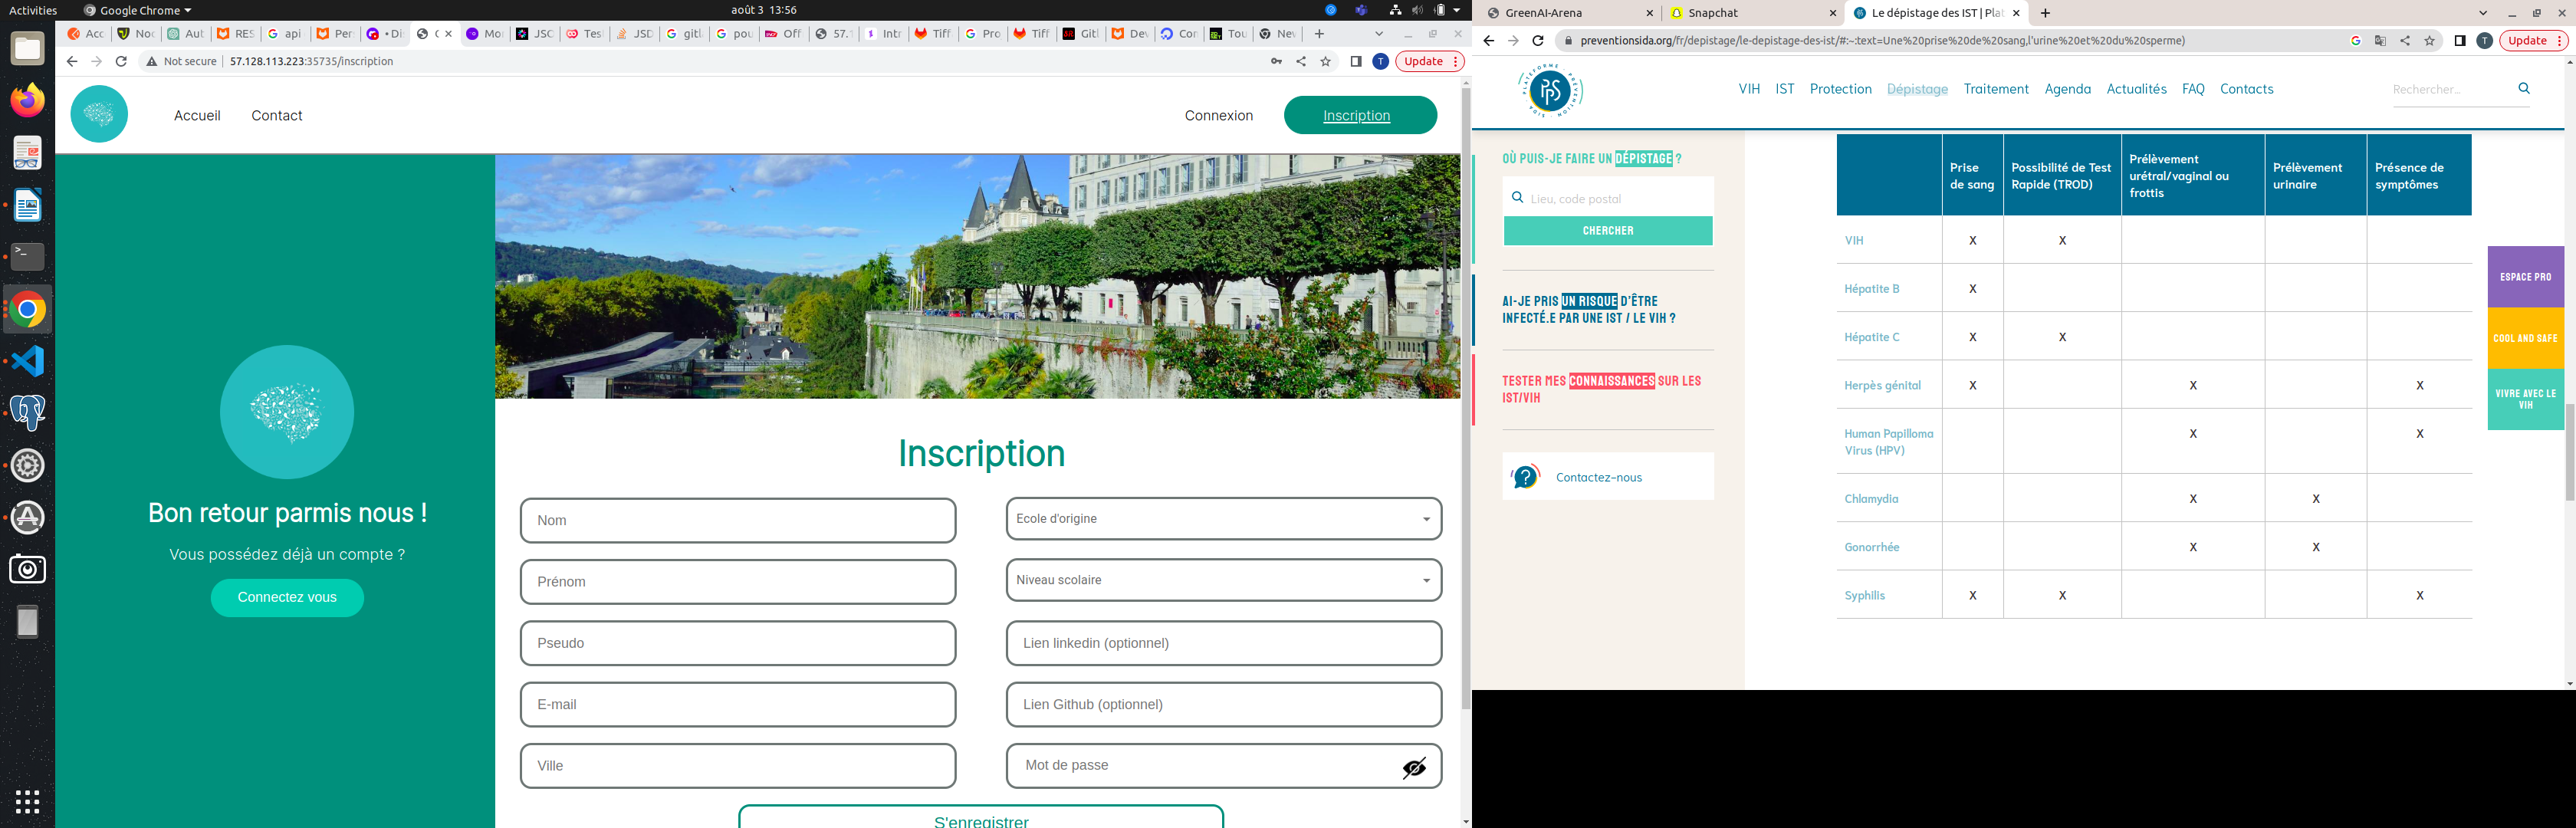 Activities
Google Chrome
août 3 13:56
Acc
Noc
Aut
RES
api
Per
• Di
C
Mo
JSC
Tes
JSD
gitl
pou
Off
57.1
Intr
Tiff
Pro
Tiff
Gitl
Dev
Con
Tou
Nev
Not secure
57.128.113.223:35735/inscription
T
Update
Accueil
Contact
Connexion
Inscription
Bon retour parmis nous !
Vous possédez déjà un compte ?
Connectez vous
Inscription
Nom
Ecole d'origine
Prénom
Niveau scolaire
Pseudo
Lien linkedin (optionnel)
E-mail
Lien Github (optionnel)
Ville
Mot de passe
S'enregistrer
GreenAI-Arena
Snapchat
Le dépistage des IST | Pla
preventionsida.org/fr/depistage/le-depistage-des-ist/#:~:text=Une%20prise%20de%20sang,l'urine%20et%20du%20sperme)
T
Update
PLATEFORME PREVENTION SIDA
PPS
VIH
IST
Protection
Dépistage
Traitement
Agenda
Actualités
FAQ
Contacts
Rechercher...
OÙ PUIS-JE FAIRE UN DÉPISTAGE ?
Lieu, code postal
CHERCHER
AI-JE PRIS UN RISQUE D'ÊTRE
INFECTÉ.E PAR UNE IST / LE VIH ?
TESTER MES CONNAISSANCES SUR LES
IST/VIH
Contactez-nous
Prise
de sang
Possibilité de Test
Rapide (TROD)
Prélèvement
urétral/vaginal ou
frottis
Prélèvement
urinaire
Présence de
symptômes
VIH X X
Hépatite B X
Hépatite C X X
Herpès génital X X X
Human Papilloma
Virus (HPV) X X
Chlamydia X X
Gonorrhée X X
Syphilis X X X
ESPACE PRO
COOL AND SAFE
VIVRE AVEC LE
VIH